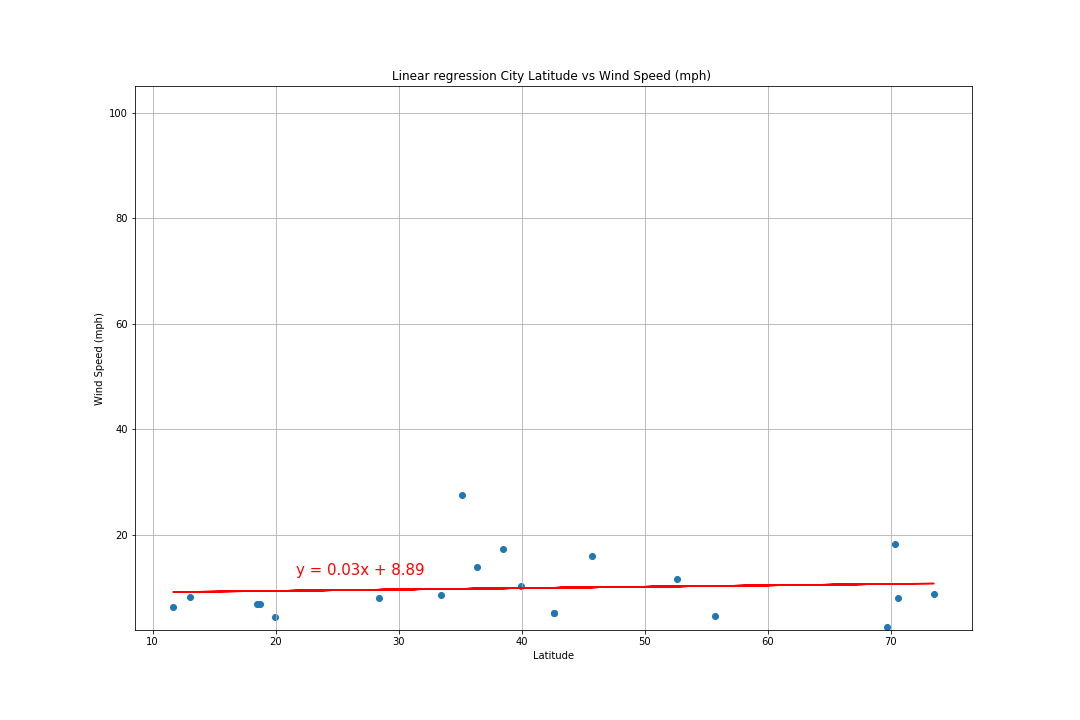 Linear regression City Latitude vs Wind Speed (mph)
100
80
60
40
20
Wind Speed (mph)
y = 0.03x + 8.89
10 20 30 40 50 60 70
Latitude